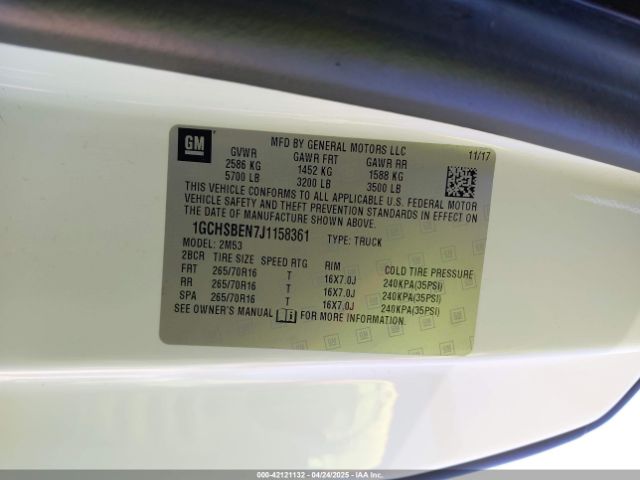 GM
MFD BY GENERAL MOTORS LLC 11/17
GVWR GAWR FRT GAWR RR
2586 KG 1452 KG 1588 KG
5700 LB 3200 LB 3500 LB
THIS VEHICLE CONFORMS TO ALL APPLICABLE U.S. FEDERAL MOTOR
VEHICLE SAFETY AND THEFT PREVENTION STANDARDS IN EFFECT ON
THE DATE OF MANUFACTURE SHOWN ABOVE.
1GCHSBEN7J1158361 TYPE: TRUCK
MODEL: 2M53
2BCR TIRE SIZE SPEED RTG RIM COLD TIRE PRESSURE
FRT 265/70R16 T 16X7.0J 240KPA(35PSI)
RR 265/70R16 T 16X7.0J 240KPA(35PSI)
SPA 265/70R16 T 16X7.0J 240KPA(35PSI)
SEE OWNER'S MANUAL FOR MORE INFORMATION.
000-42121132 - 04/24/2025 - IAAI.com